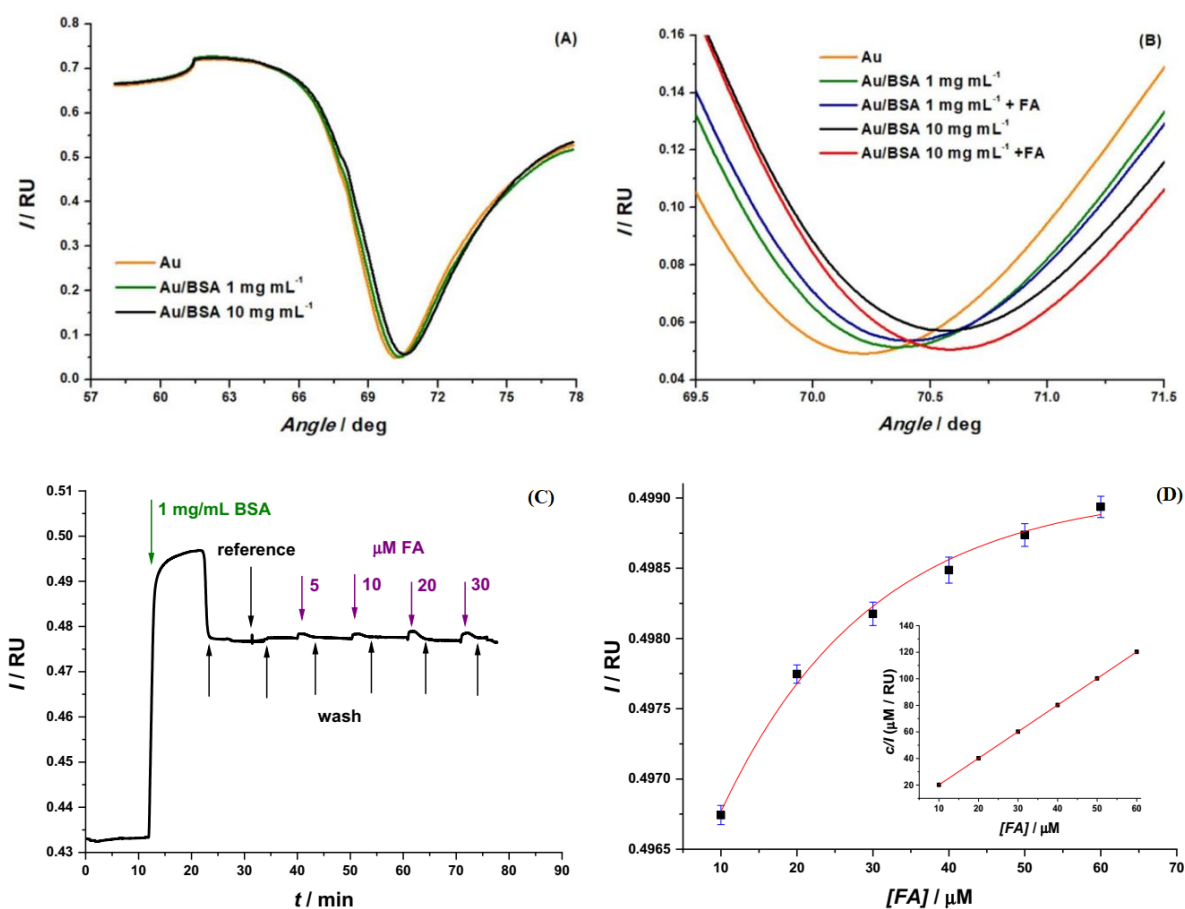 (A)
I // RU
0.8
0.7
0.6
0.5
0.4
0.3
0.2
0.1
0.0
Au
Au/BSA 1 mg mL⁻¹
Au/BSA 10 mg mL⁻¹
57 60 63 66 69 72 75 78
Angle / deg
(B)
I // RU
0.16
0.14
0.12
0.10
0.08
0.06
0.04
Au
Au/BSA 1 mg mL⁻¹
Au/BSA 1 mg mL⁻¹ + FA
Au/BSA 10 mg mL⁻¹
Au/BSA 10 mg mL⁻¹ +FA
69.5 70.0 70.5 71.0 71.5
Angle / deg
(C)
I / RU
0.51
0.50
0.49
0.48
0.47
0.46
0.45
0.44
0.43
1 mg/mL BSA
reference
μM FA
5 10 20 30
wash
0 10 20 30 40 50 60 70 80 90
t / min
(D)
I / RU
0.4990
0.4985
0.4980
0.4975
0.4970
0.4965
10 20 30 40 50 60 70
[FA] / μM
c/I (μM / RU)
140
120
100
80
60
40
20
10 20 30 40 50 60
[FA] / μM